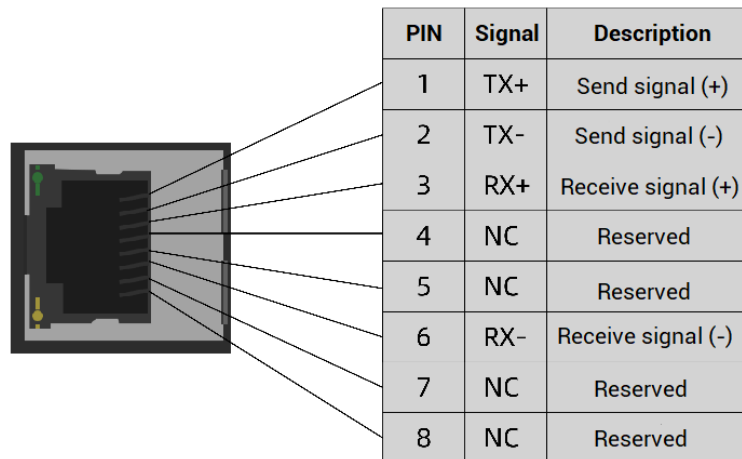 PIN Signal Description
1 TX+ Send signal (+)
2 TX- Send signal (-)
3 RX+ Receive signal (+)
4 NC Reserved
5 NC Reserved
6 RX- Receive signal (-)
7 NC Reserved
8 NC Reserved